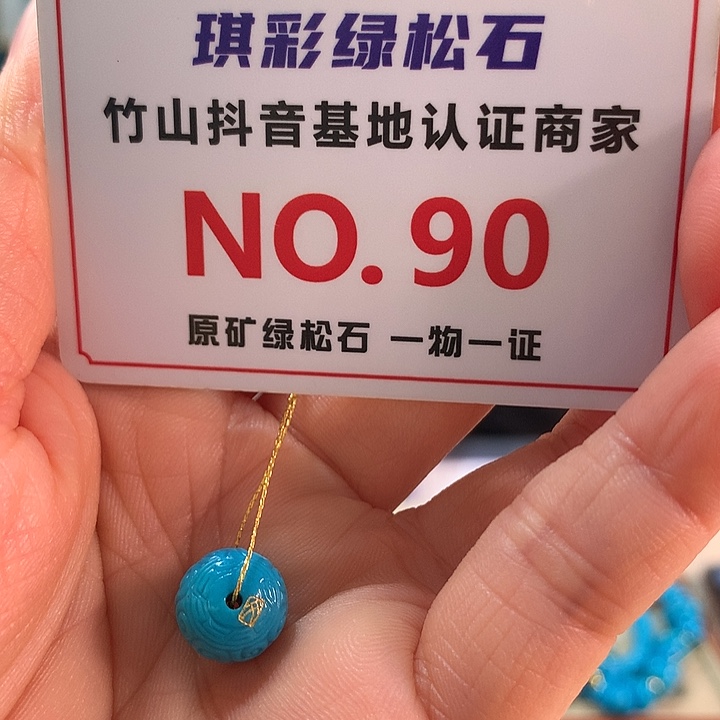 琪彩绿松石
竹山抖音基地认证商家
NO.90
原矿绿松石 一物一证